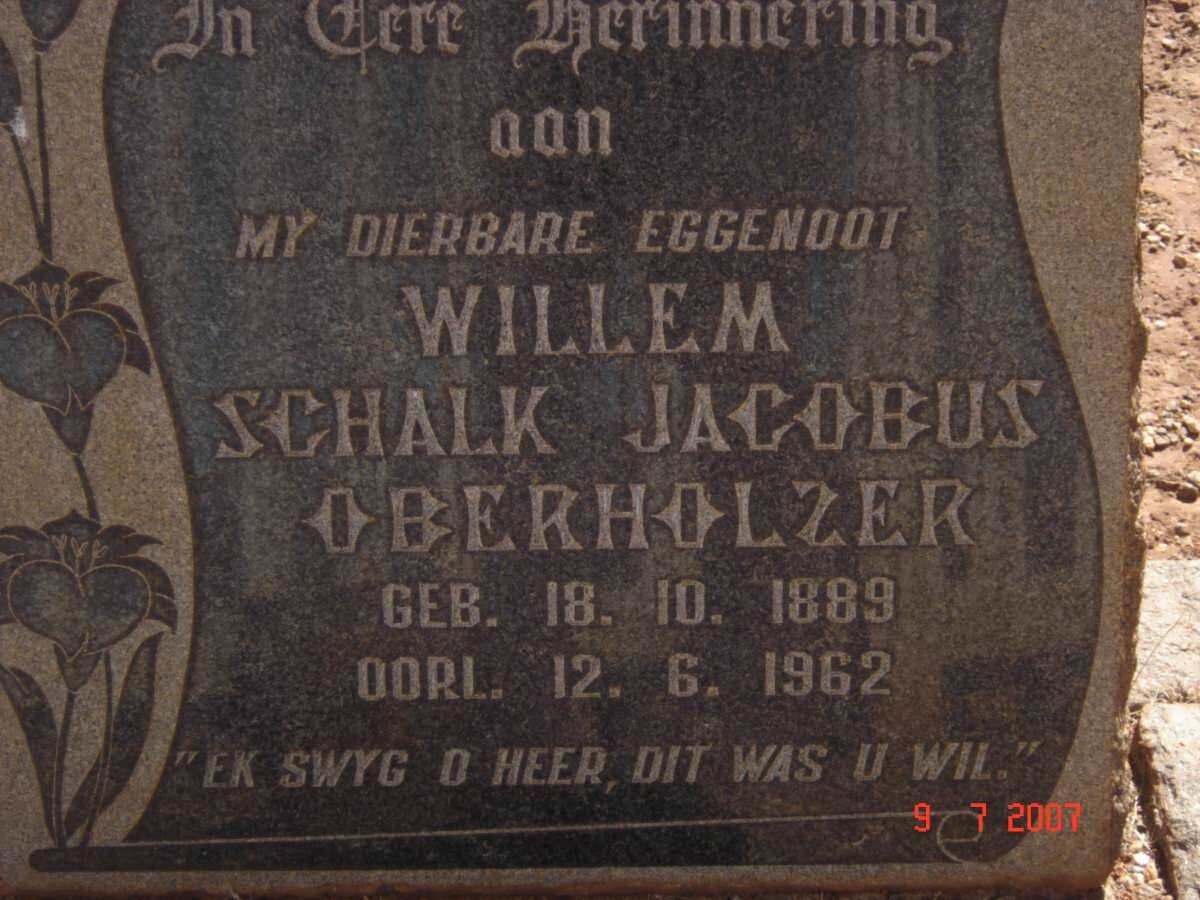 In Tere Herinnering
aan
MY DIERBARE EGGENOOT
WILLEM
SCHALK JACOBUS
OBERHOLZER
GEB. 18. 10. 1889
OORL. 12. 6. 1962
"EK SWYG O HEER, DIT WAS U WIL."
9 7 2007